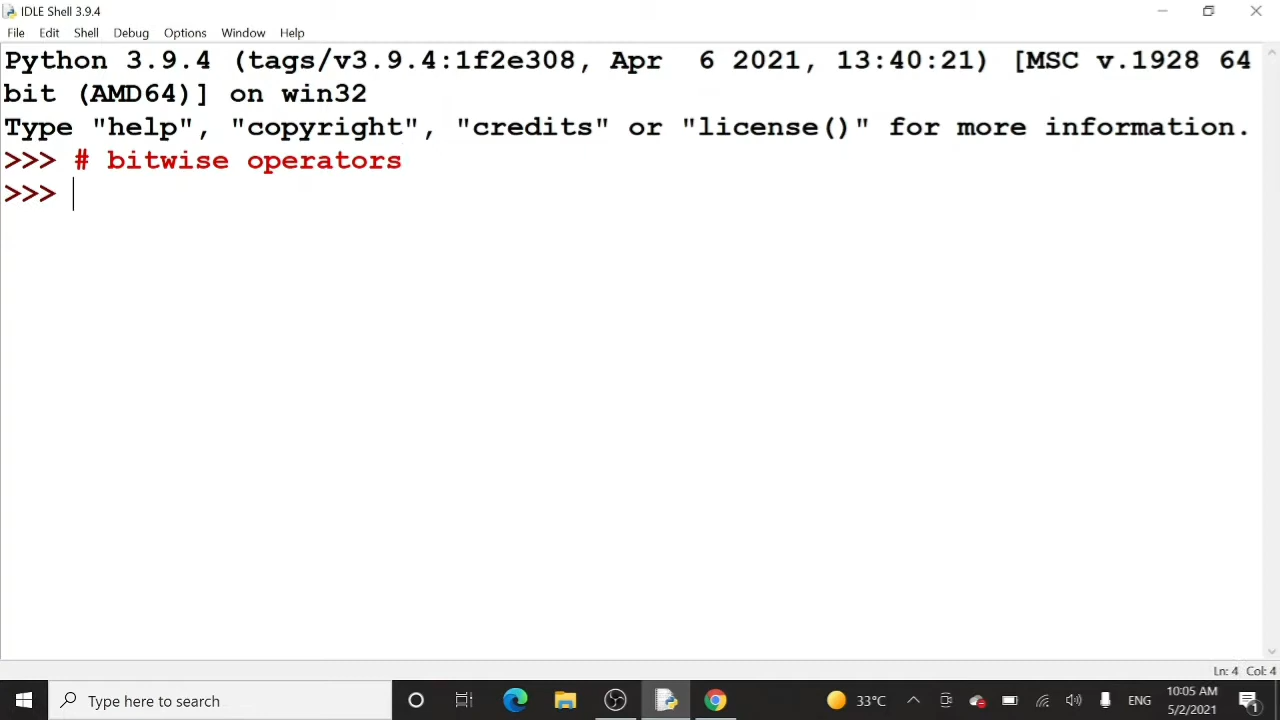 IDLE Shell 3.9.4
File Edit Shell Debug Options Window Help
Python 3.9.4 (tags/v3.9.4:1f2e308, Apr  6 2021, 13:40:21) [MSC v.1928 64
bit (AMD64)] on win32
Type "help", "copyright", "credits" or "license()" for more information.
>>> # bitwise operators
>>>
Ln: 4 Col: 4
Type here to search
33°C
ENG
10:05 AM
5/2/2021
1